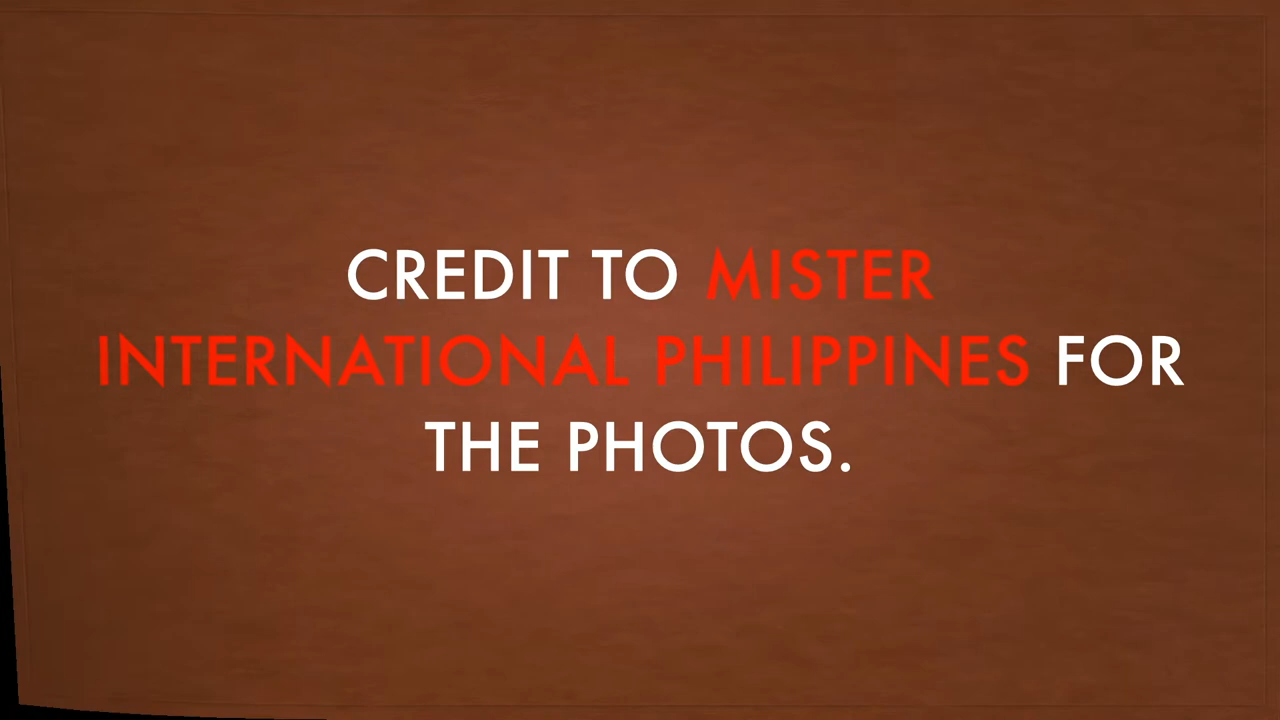 CREDIT TO MISTER
INTERNATIONAL PHILIPPINES FOR
THE PHOTOS.